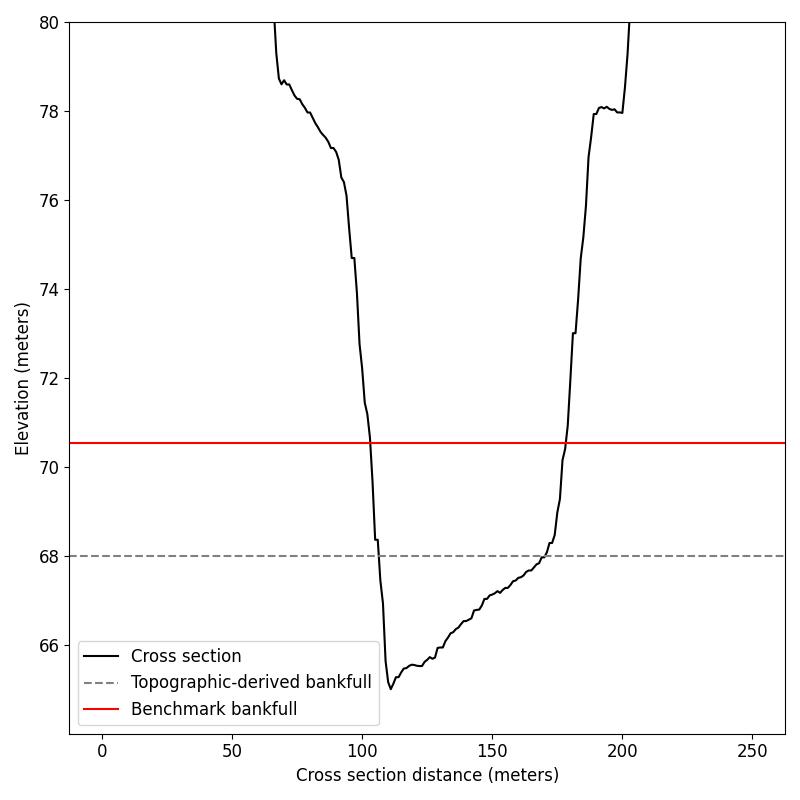 80
78
76
74
72
70
68
66
Elevation (meters)
Cross section
Topographic-derived bankfull
Benchmark bankfull
0 50 100 150 200 250
Cross section distance (meters)